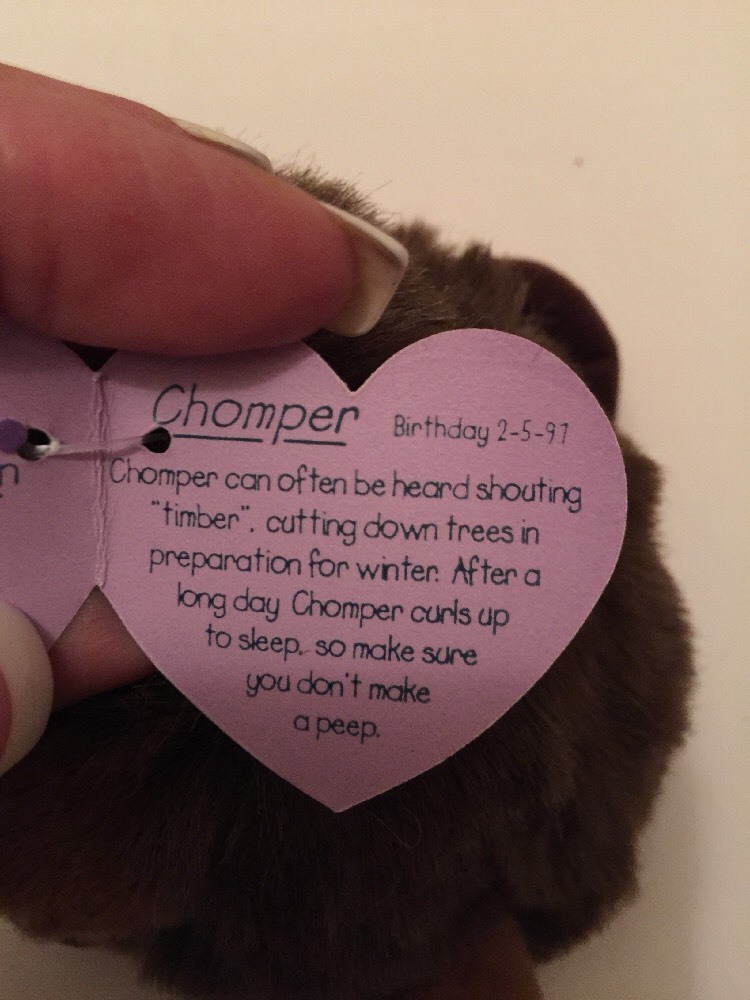 Chomper Birthday 2-5-97
Chomper can often be heard shouting
"timber". cutting down trees in
preparation for winter. After a
long day Chomper curls up
to sleep, so make sure
you don't make
a peep.
n